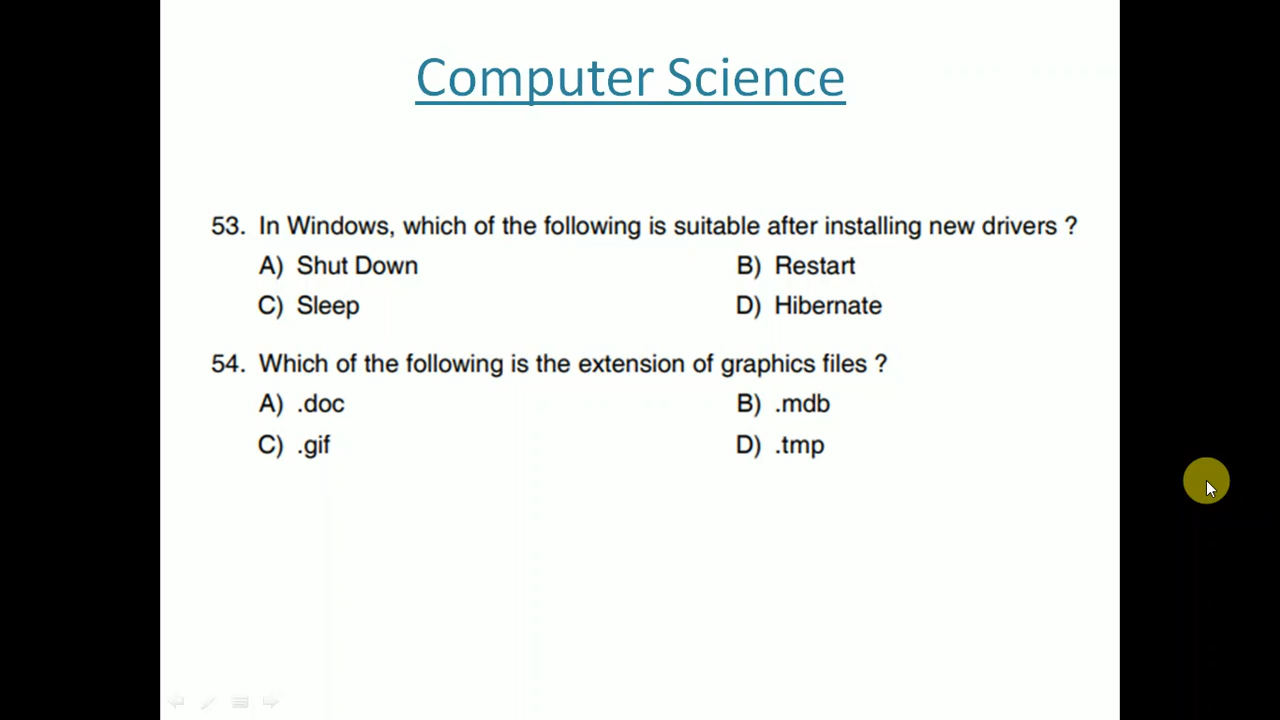 Computer Science
53. In Windows, which of the following is suitable after installing new drivers ?
A) Shut Down B) Restart
C) Sleep D) Hibernate
54. Which of the following is the extension of graphics files ?
A) .doc B) .mdb
C) .gif D) .tmp